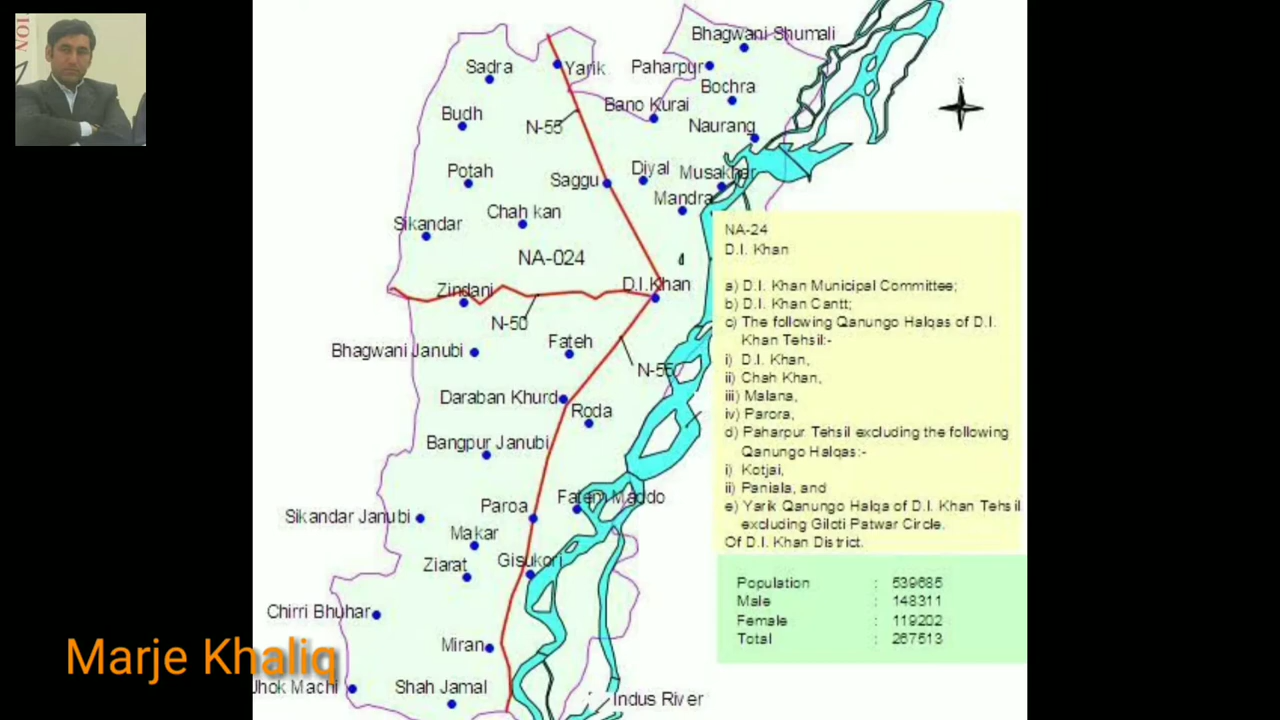 ION
Bhagwani Shumali
Sadra
Yarik
Paharpur
Bochra
Bano Kurai
Budh
N-55
Naurang
Potah
Saggu
Diyal
Musakhar
Mandra
Chah kan
Sikandar
NA-024
D.I.Khan
Zindani
N-50
Fateh
Bhagwani Janubi
N-55
Daraban Khurd
Roda
Bangpur Janubi
Fatem Maddo
Paroa
Sikandar Janubi
Makar
Ziarat
Gisukori
Chirri Bhuhar
Miran
Jhok Machi
Shah Jamal
Indus River
NA-24
D.I. Khan
a) D.I. Khan Municipal Committee;
b) D.I. Khan Cantt;
c) The following Qanungo Halqas of D.I.
Khan Tehsil:-
i) D.I. Khan,
ii) Chah Khan,
iii) Malana,
iv) Parora,
d) Paharpur Tehsil excluding the following
Qanungo Halqas:-
i) Kotjai,
ii) Paniala, and
e) Yarik Qanungo Halqa of D.I. Khan Tehsil
excluding Giloti Patwar Circle.
Of D.I. Khan District.
Population : 539685
Male : 148311
Female : 119202
Total : 267513
Marje Khaliq